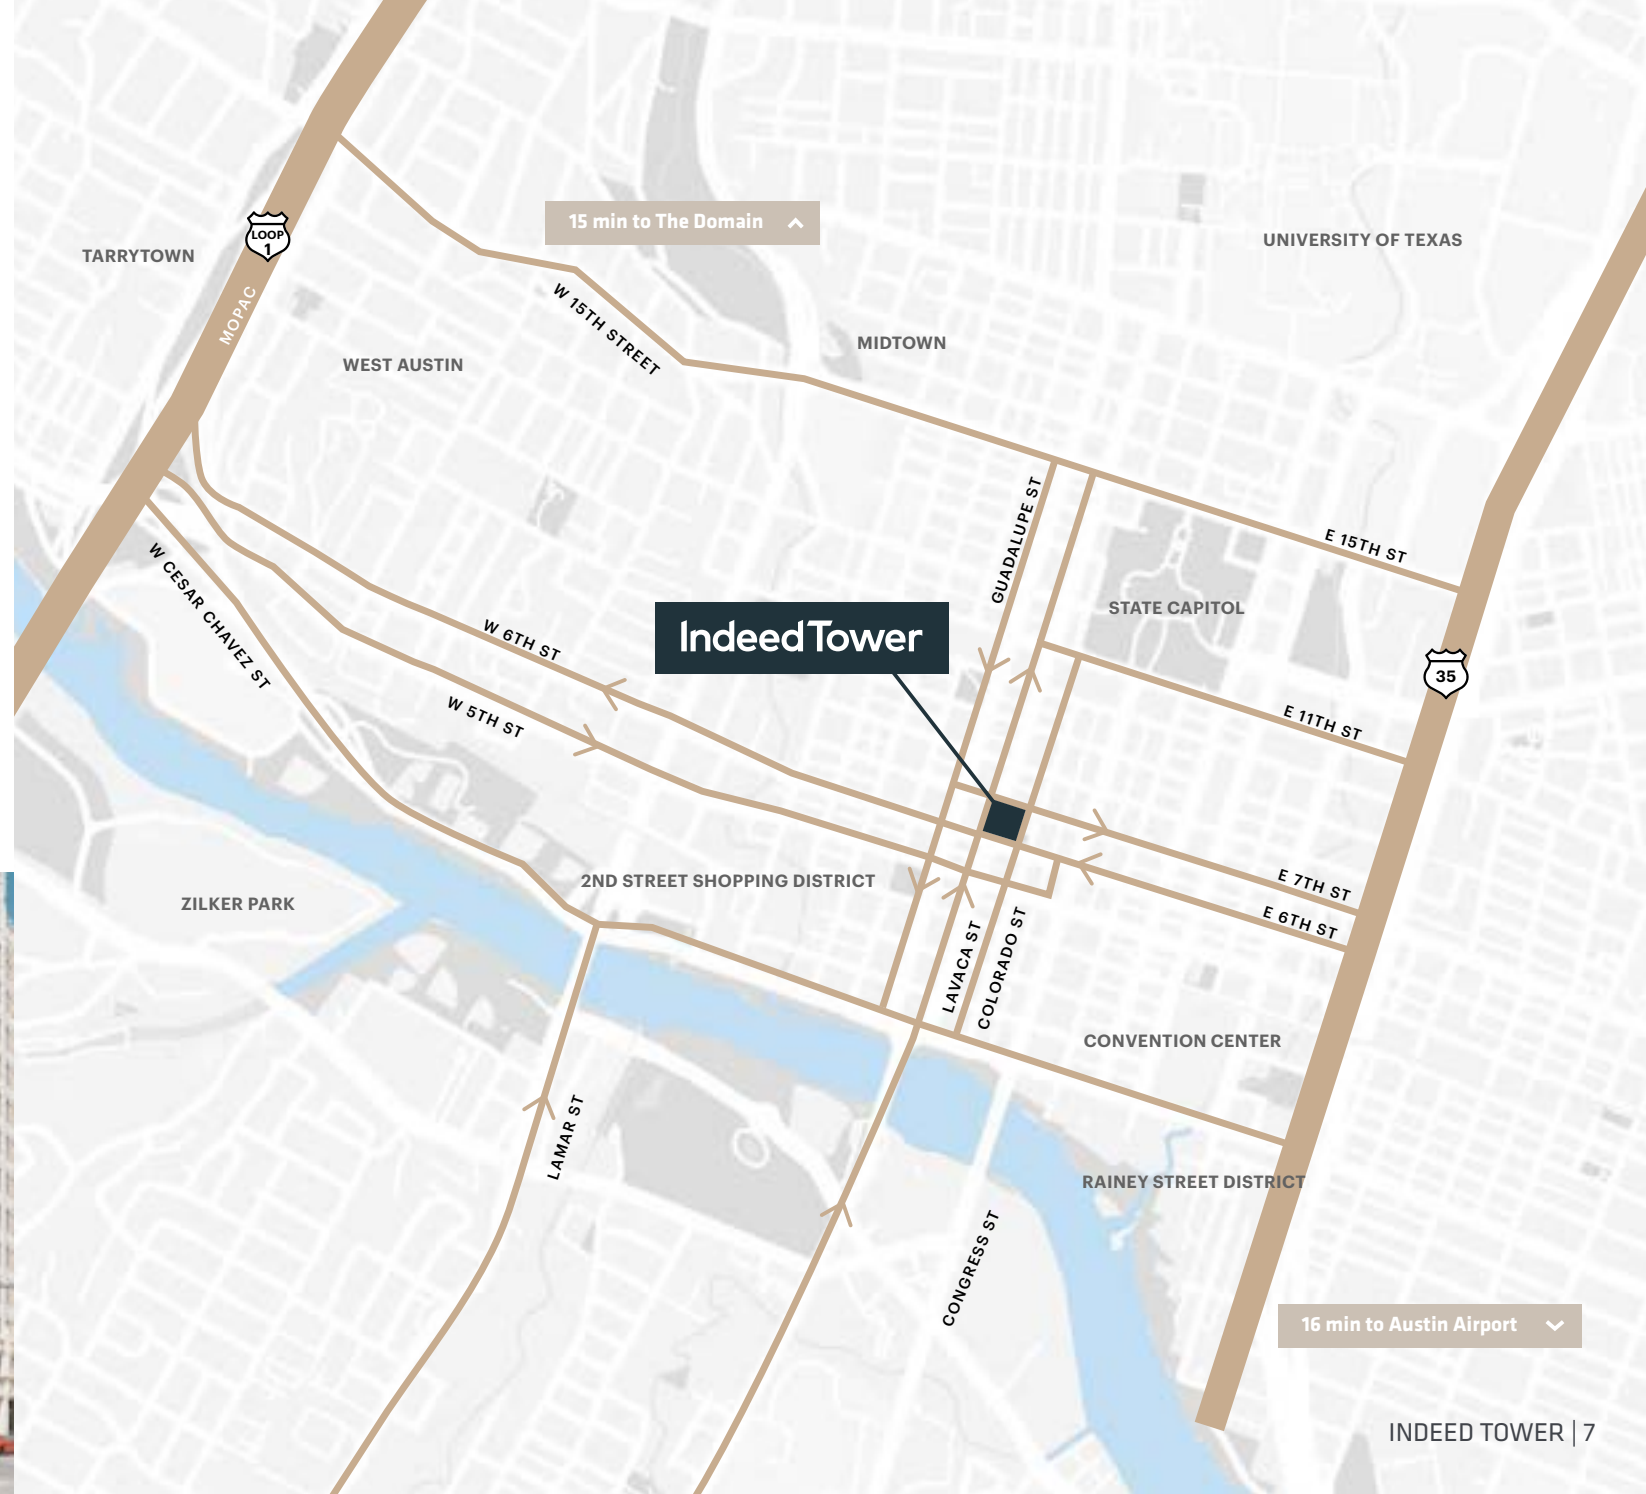 15 min to The Domain
UNIVERSITY OF TEXAS
TARRYTOWN
LOOP
1
MOPAC
W 15TH STREET
MIDTOWN
WEST AUSTIN
GUADALUPE ST
E 15TH ST
W CESAR CHAVEZ ST
STATE CAPITOL
W 6TH ST
IndeedTower
35
W 5TH ST
E 11TH ST
2ND STREET SHOPPING DISTRICT
E 7TH ST
ZILKER PARK
E 6TH ST
LAVACA ST
COLORADO ST
CONVENTION CENTER
LAMAR ST
RAINEY STREET DISTRICT
CONGRESS ST
16 min to Austin Airport
INDEED TOWER | 7